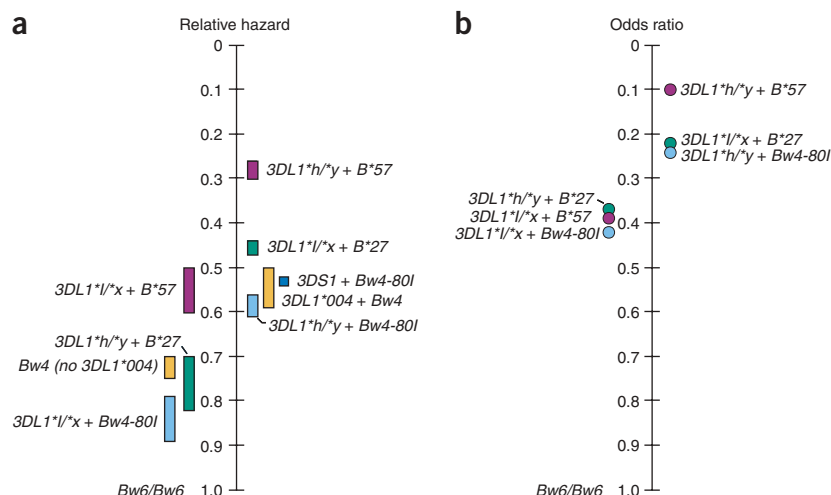 a
Relative hazard
0
0.1
0.2
0.3
0.4
0.5
0.6
0.7
0.8
0.9
1.0
3DL1*h/*y + B*57
3DL1*l/*x + B*27
3DS1 + Bw4-80I
3DL1*004 + Bw4
3DL1*h/*y + Bw4-80I
3DL1*l/*x + B*57
3DL1*h/*y + B*27
Bw4 (no 3DL1*004)
3DL1*l/*x + Bw4-80I
Bw6/Bw6
b
Odds ratio
0
0.1
0.2
0.3
0.4
0.5
0.6
0.7
0.8
0.9
1.0
3DL1*h/*y + B*57
3DL1*l/*x + B*27
3DL1*h/*y + Bw4-80I
3DL1*h/*y + B*27
3DL1*l/*x + B*57
3DL1*l/*x + Bw4-80I
Bw6/Bw6